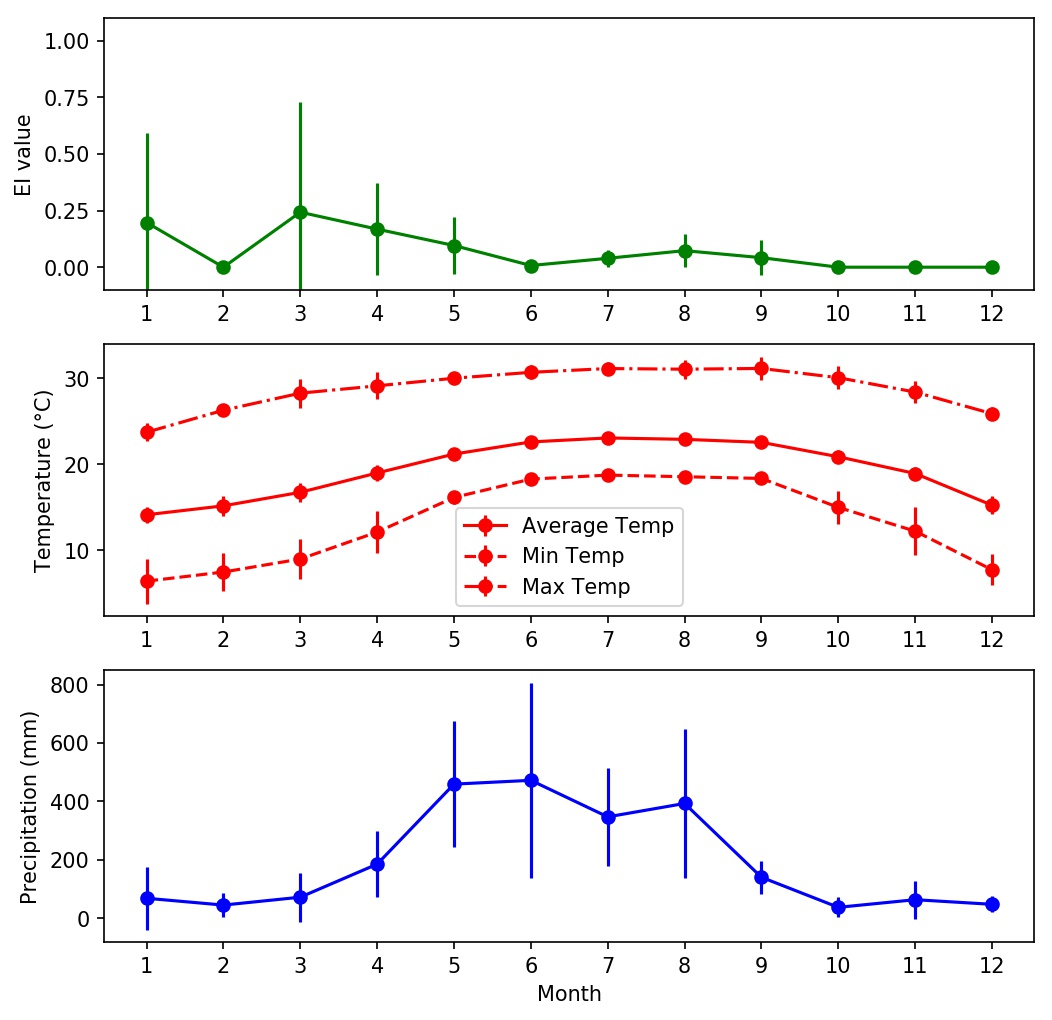 1.00
0.75
0.50
0.25
0.00
EI value
1 2 3 4 5 6 7 8 9 10 11 12
30
20
10
Temperature (°C)
Average Temp
Min Temp
Max Temp
1 2 3 4 5 6 7 8 9 10 11 12
800
600
400
200
0
Precipitation (mm)
1 2 3 4 5 6 7 8 9 10 11 12
Month